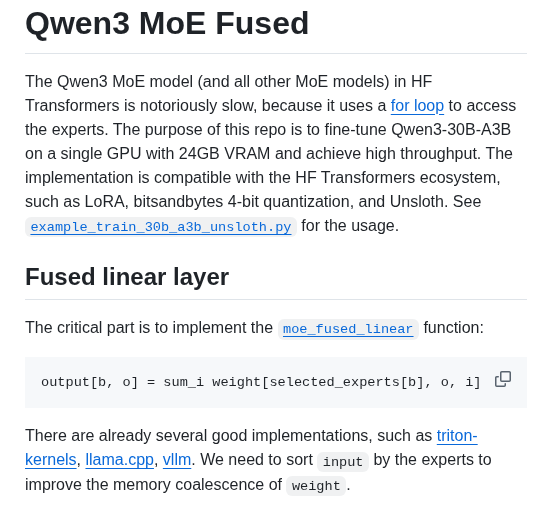 Qwen3 MoE Fused
The Qwen3 MoE model (and all other MoE models) in HF
Transformers is notoriously slow, because it uses a for loop to access
the experts. The purpose of this repo is to fine-tune Qwen3-30B-A3B
on a single GPU with 24GB VRAM and achieve high throughput. The
implementation is compatible with the HF Transformers ecosystem,
such as LoRA, bitsandbytes 4-bit quantization, and Unsloth. See
example_train_30b_a3b_unsloth.py for the usage.
Fused linear layer
The critical part is to implement the moe_fused_linear function:
output[b, o] = sum_i weight[selected_experts[b], o, i]
There are already several good implementations, such as triton-
kernels, llama.cpp, vllm. We need to sort input by the experts to
improve the memory coalescence of weight.